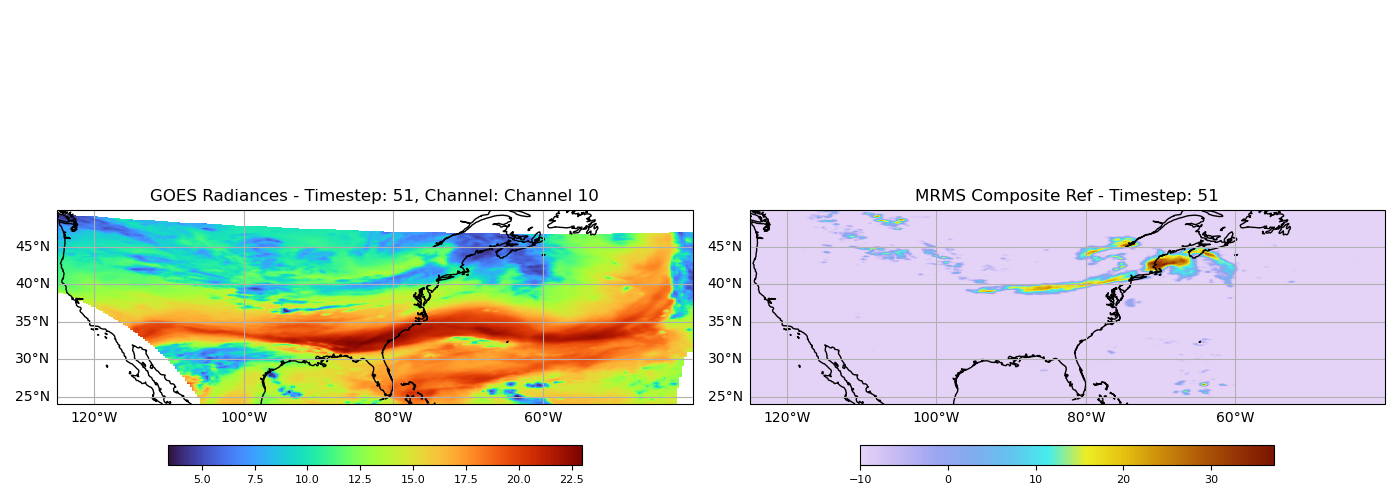 GOES Radiances - Timestep: 51, Channel: Channel 10
45°N
40°N
35°N
30°N
25°N
120°W 100°W 80°W 60°W
5.0 7.5 10.0 12.5 15.0 17.5 20.0 22.5
MRMS Composite Ref - Timestep: 51
45°N
40°N
35°N
30°N
25°N
120°W 100°W 80°W 60°W
−10 0 10 20 30